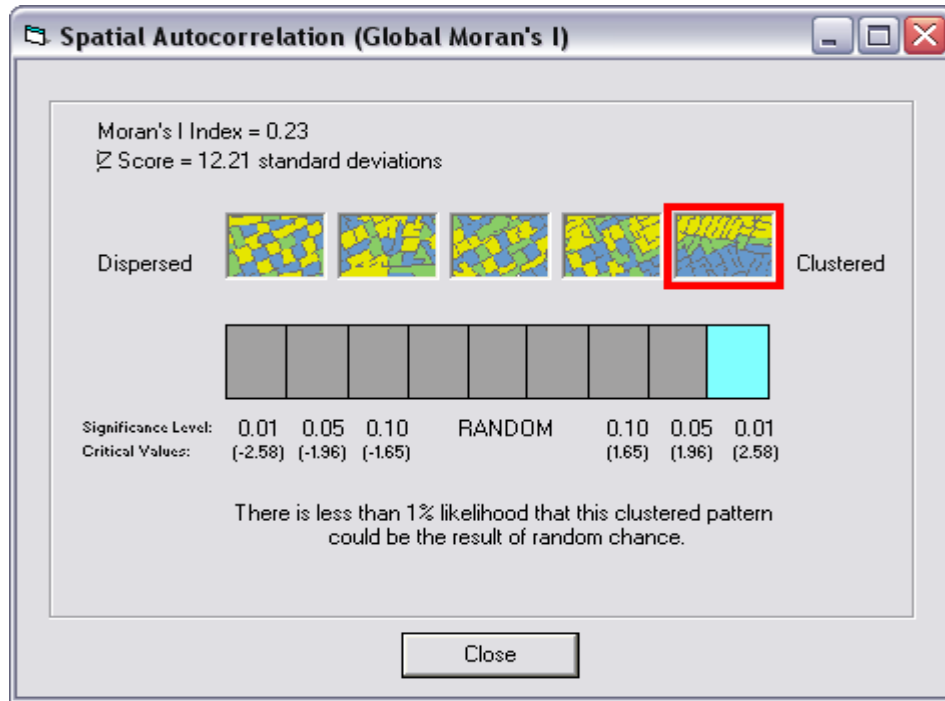 Spatial Autocorrelation (Global Moran's I)
Moran's I Index = 0.23
Z Score = 12.21 standard deviations
Dispersed
Clustered
Significance Level: 0.01 0.05 0.10 RANDOM 0.10 0.05 0.01
Critical Values: (-2.58) (-1.96) (-1.65) (1.65) (1.96) (2.58)
There is less than 1% likelihood that this clustered pattern
could be the result of random chance.
Close